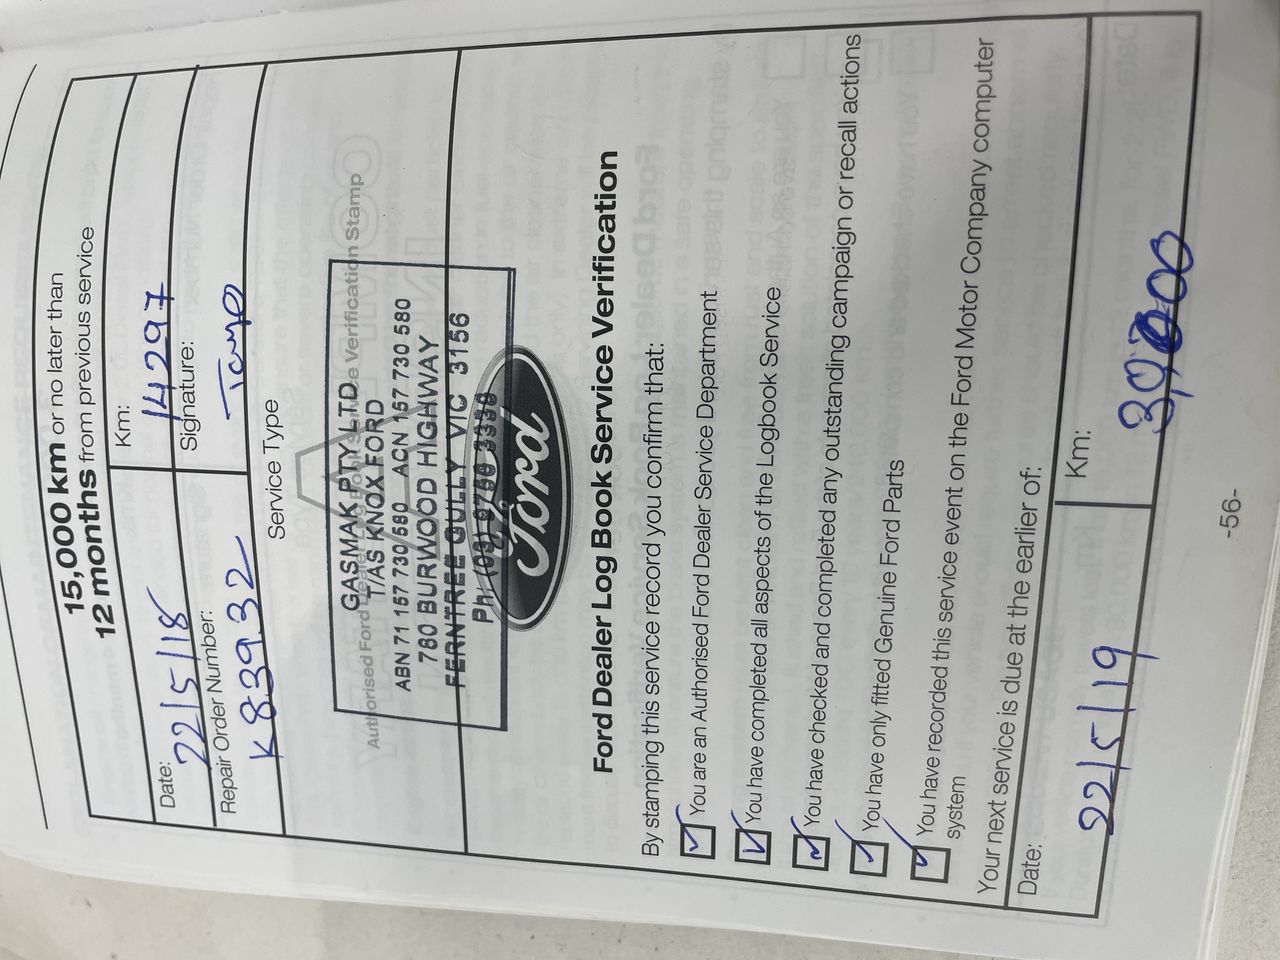 15,000 km or no later than
12 months from previous service
Date: Km:
22/5/18 14297
Repair Order Number: Signature:
K 83932
Service Type
Authorised Ford Verification Stamp
GASMAK PTY LTD
T/AS KNOX FORD
ABN 71 157 730 580 ACN 157 730 580
780 BURWOOD HIGHWAY
FERNTREE GULLY VIC 3156
Ph: (03)
Ford
Ford Dealer Log Book Service Verification
By stamping this service record you confirm that:
You are an Authorised Ford Dealer Service Department
You have completed all aspects of the Logbook Service
You have checked and completed any outstanding campaign or recall actions
You have only fitted Genuine Ford Parts
You have recorded this service event on the Ford Motor Company computer
system
Your next service is due at the earlier of:
Date: Km:
22/5/19
-56-